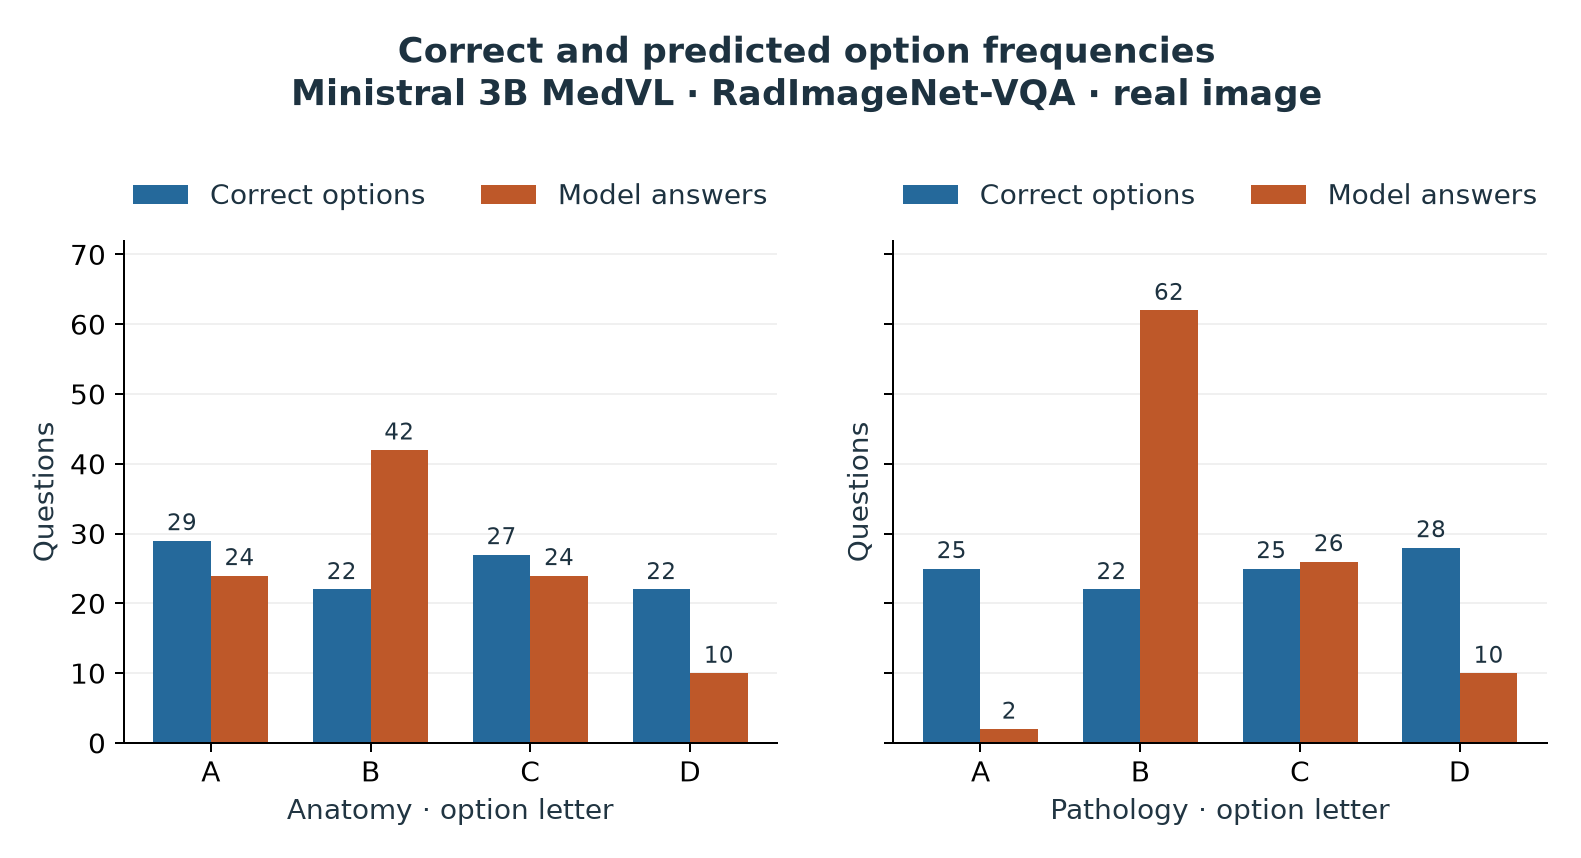 Correct and predicted option frequencies
Ministral 3B MedVL · RadImageNet-VQA · real image
Correct options
Model answers
Correct options
Model answers
70
60
50
40
30
20
10
0
Questions
29
24
22
42
27
24
22
10
A
B
C
D
Anatomy · option letter
Questions
25
2
22
62
25
26
28
10
A
B
C
D
Pathology · option letter